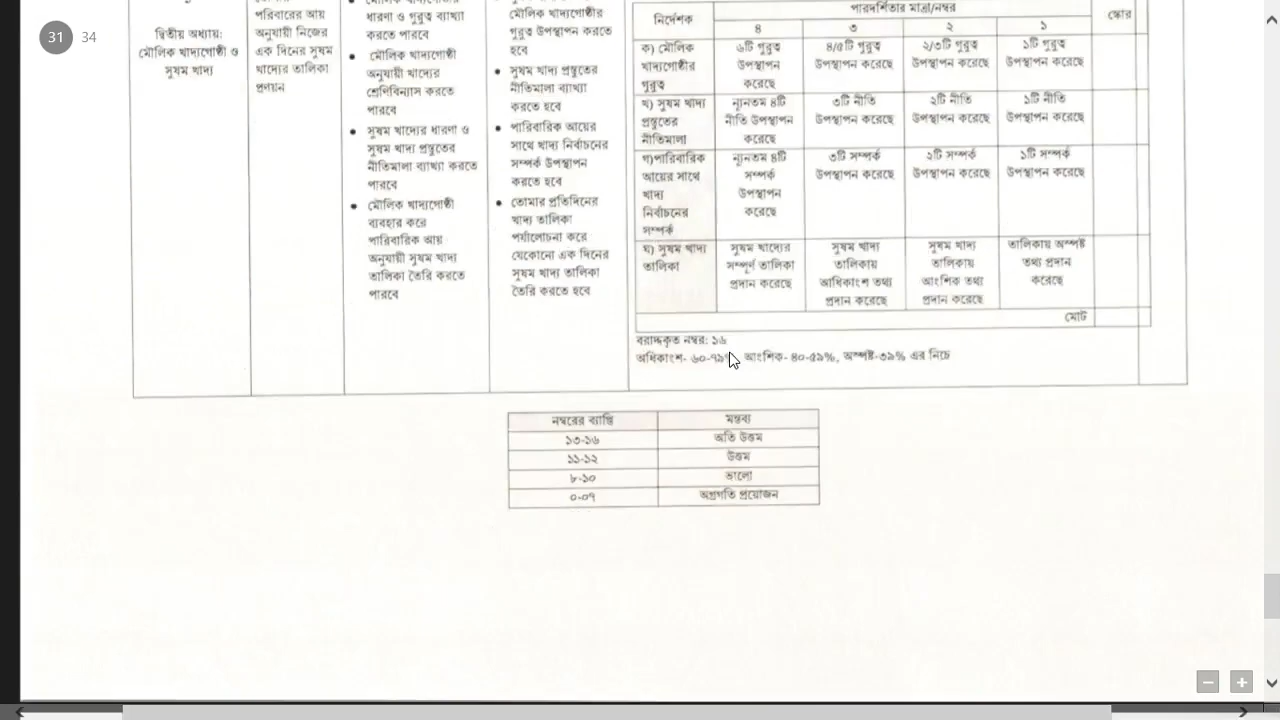 31 34
দ্বিতীয় অধ্যায়:
মৌলিক খাদ্যগোষ্ঠী ও
সুষম খাদ্য
পরিবারের আয়
অনুযায়ী নিজের
এক দিনের সুষম
খাদ্যের তালিকা
প্রণয়ন
ধারণা ও গুরুত্ব ব্যাখ্যা
করতে পারবে
• মৌলিক খাদ্যগোষ্ঠী
অনুযায়ী খাদ্যের
শ্রেণিবিন্যাস করতে
পারবে
• সুষম খাদ্যের ধারণা ও
সুষম খাদ্য প্রস্তুতের
নীতিমালা ব্যাখ্যা করতে
পারবে
• মৌলিক খাদ্যগোষ্ঠী
ব্যবহার করে
পারিবারিক আয়
অনুযায়ী সুষম খাদ্য
তালিকা তৈরি করতে
পারবে
মৌলিক খাদ্যগোষ্ঠীর
গুরুত্ব উপস্থাপন করতে
হবে
• সুষম খাদ্য প্রস্তুতের
নীতিমালা ব্যাখ্যা
করতে হবে
• পারিবারিক আয়ের
সাথে খাদ্য নির্বাচনের
সম্পর্ক উপস্থাপন
করতে হবে
• তোমার প্রতিদিনের
খাদ্য তালিকা
পর্যালোচনা করে
যেকোনো এক দিনের
সুষম খাদ্য তালিকা
তৈরি করতে হবে
নির্দেশক
পারদর্শিতার মাত্রা/নম্বর
স্কোর
৪ ৩ ২ ১
ক) মৌলিক
খাদ্যগোষ্ঠীর
গুরুত্ব
৬টি গুরুত্ব
উপস্থাপন
করেছে
৪/৫টি গুরুত্ব
উপস্থাপন করেছে
২/৩টি গুরুত্ব
উপস্থাপন করেছে
১টি গুরুত্ব
উপস্থাপন করেছে
খ) সুষম খাদ্য
প্রস্তুতের
নীতিমালা
ন্যূনতম ৪টি
নীতি উপস্থাপন
করেছে
৩টি নীতি
উপস্থাপন করেছে
২টি নীতি
উপস্থাপন করেছে
১টি নীতি
উপস্থাপন করেছে
গ)পারিবারিক
আয়ের সাথে
খাদ্য
নির্বাচনের
সম্পর্ক
ন্যূনতম ৪টি
সম্পর্ক
উপস্থাপন
করেছে
৩টি সম্পর্ক
উপস্থাপন করেছে
২টি সম্পর্ক
উপস্থাপন করেছে
১টি সম্পর্ক
উপস্থাপন করেছে
ঘ) সুষম খাদ্য
তালিকা
সুষম খাদ্যের
সম্পূর্ণ তালিকা
প্রদান করেছে
সুষম খাদ্য
তালিকায়
আধিকাংশ তথ্য
প্রদান করেছে
সুষম খাদ্য
তালিকায়
আংশিক তথ্য
প্রদান করেছে
তালিকায় অস্পষ্ট
তথ্য প্রদান
করেছে
মোট
বরাদ্দকৃত নম্বর: ১৬
অধিকাংশ- আংশিক- ৪০-৫৯%, অস্পষ্ট-৩৯% এর নিচে
নম্বরের ব্যাপ্তি মন্তব্য
১৩-১৬ অতি উত্তম
১১-১২ উত্তম
৮-১০ ভালো
০-০৭ অগ্রগতি প্রয়োজন